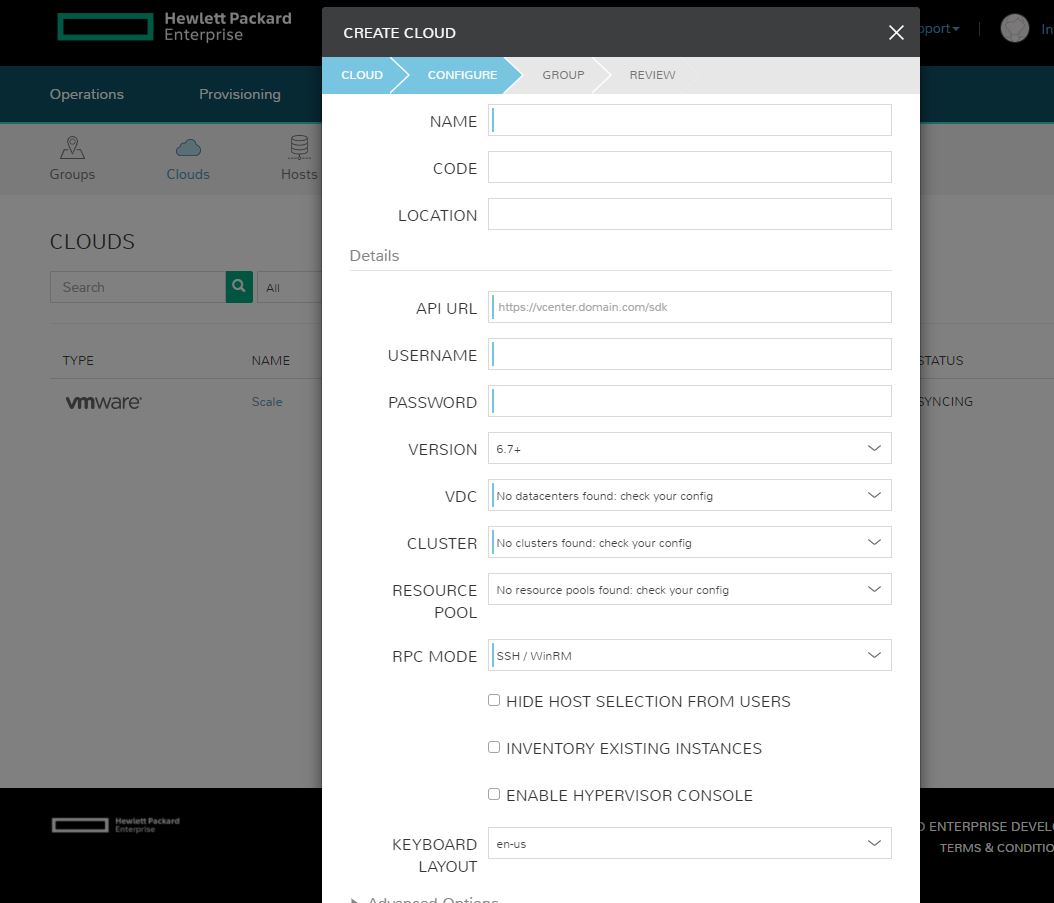 Hewlett Packard
Enterprise
CREATE CLOUD
pport
In
CLOUD
CONFIGURE
GROUP
REVIEW
Operations
Provisioning
Groups
Clouds
Hosts
CLOUDS
Search
All
TYPE
NAME
STATUS
vmware
Scale
SYNCING
NAME
CODE
LOCATION
Details
API URL
https://vcenter.domain.com/sdk
USERNAME
PASSWORD
VERSION
6.7+
VDC
No datacenters found: check your config
CLUSTER
No clusters found: check your config
RESOURCE
POOL
No resource pools found: check your config
RPC MODE
SSH / WinRM
HIDE HOST SELECTION FROM USERS
INVENTORY EXISTING INSTANCES
ENABLE HYPERVISOR CONSOLE
KEYBOARD
LAYOUT
en-us
Advanced Options
Hewlett Packard
Enterprise
D ENTERPRISE DEVELO
TERMS & CONDITIO